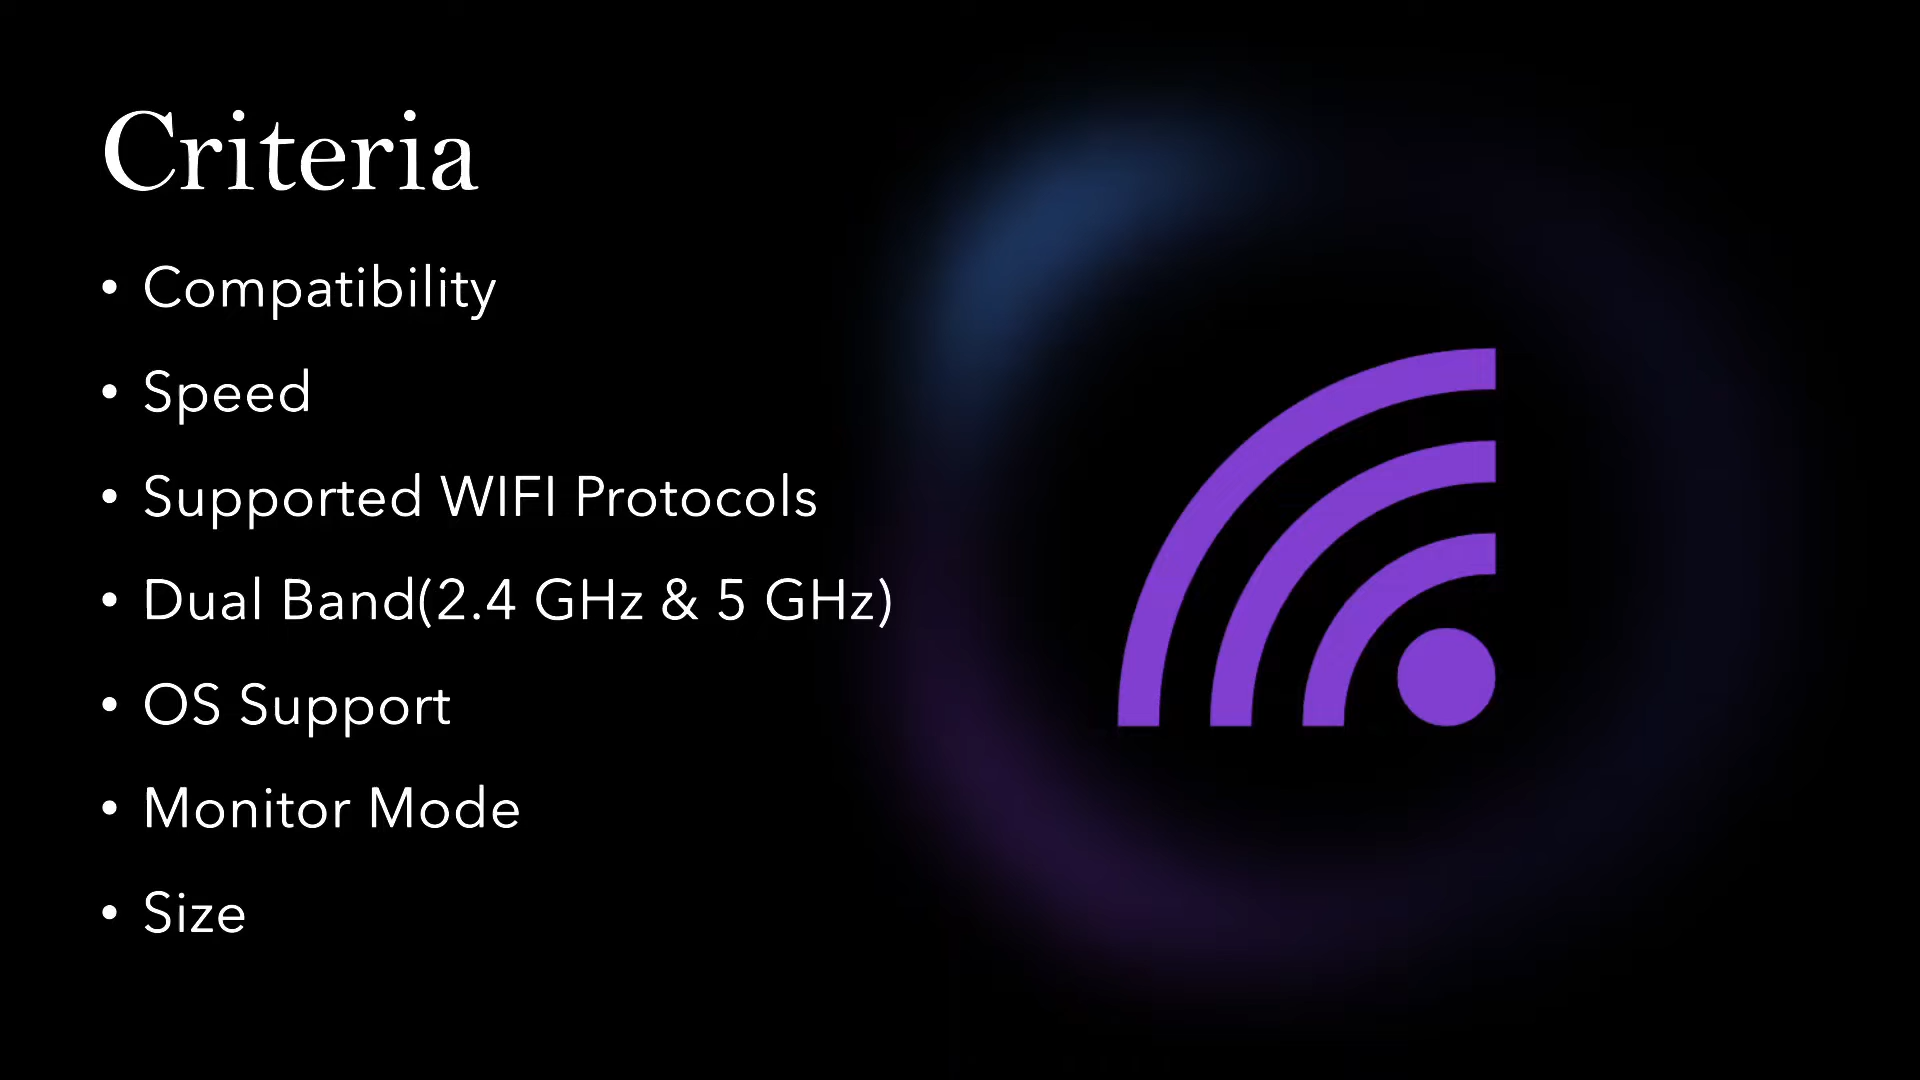 Criteria
• Compatibility
• Speed
• Supported WIFI Protocols
• Dual Band(2.4 GHz & 5 GHz)
• OS Support
• Monitor Mode
• Size